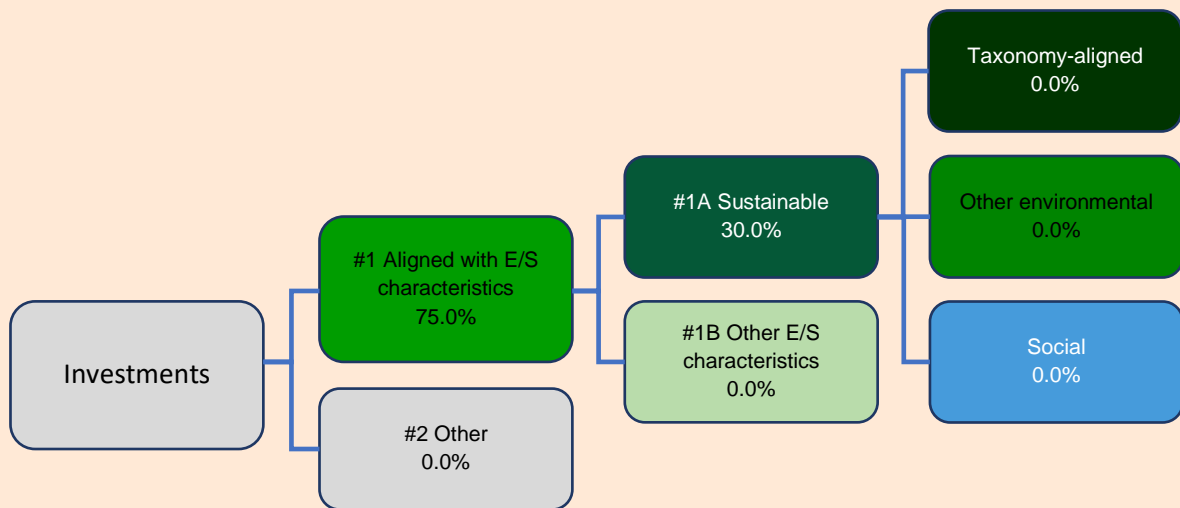 Investments
#1 Aligned with E/S
characteristics
75.0%
#2 Other
0.0%
#1A Sustainable
30.0%
#1B Other E/S
characteristics
0.0%
Taxonomy-aligned
0.0%
Other environmental
0.0%
Social
0.0%